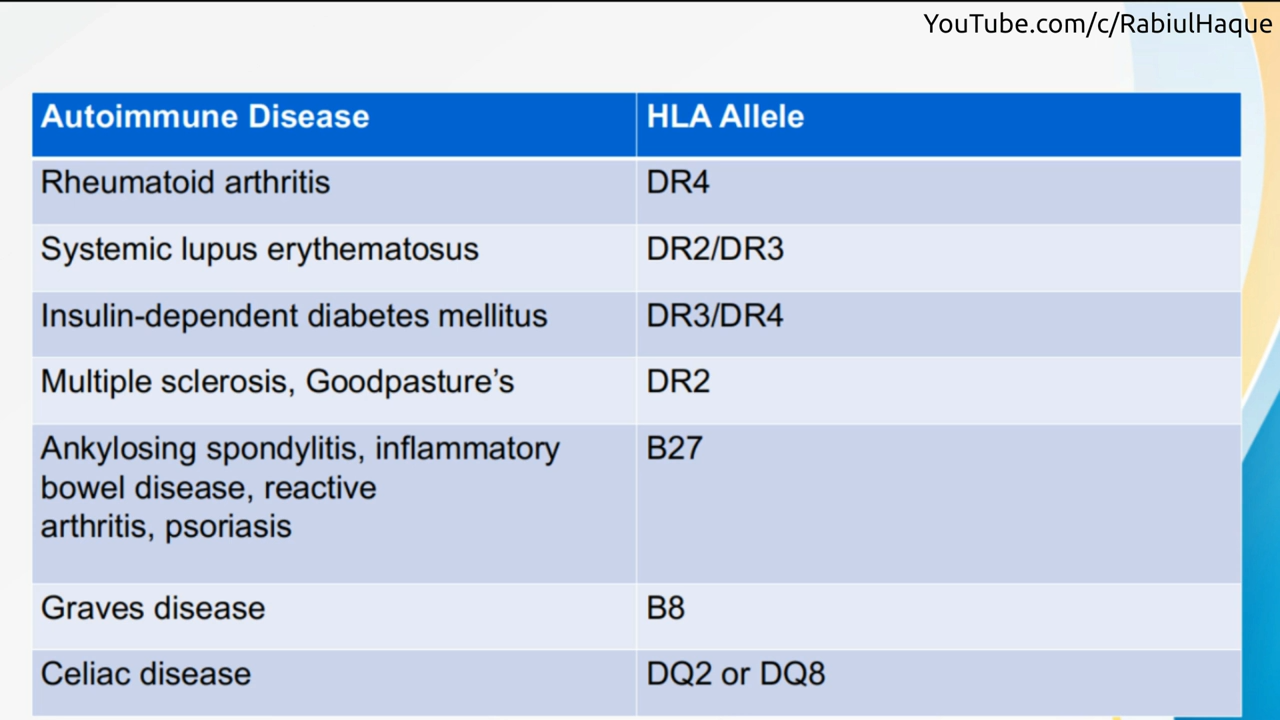 YouTube.com/c/RabiulHaque
Autoimmune Disease HLA Allele
Rheumatoid arthritis DR4
Systemic lupus erythematosus DR2/DR3
Insulin-dependent diabetes mellitus DR3/DR4
Multiple sclerosis, Goodpasture’s DR2
Ankylosing spondylitis, inflammatory B27
bowel disease, reactive
arthritis, psoriasis
Graves disease B8
Celiac disease DQ2 or DQ8